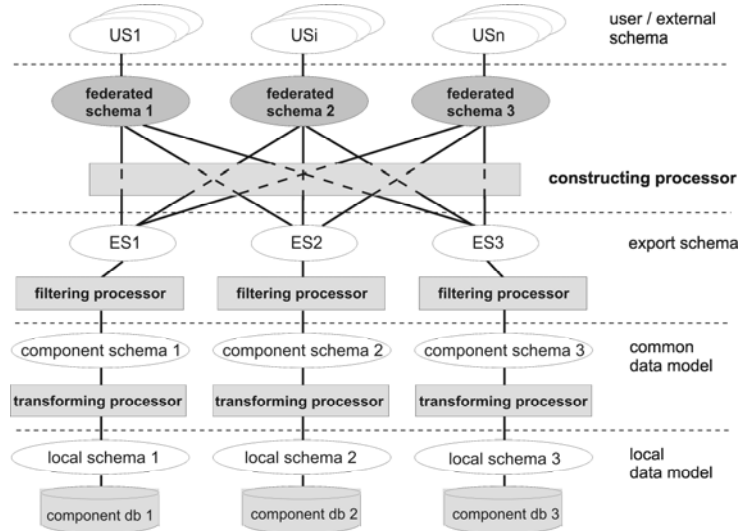 US1 USi USn user / external
schema
federated federated federated
schema 1 schema 2 schema 3
constructing processor
ES1 ES2 ES3 export schema
filtering processor filtering processor filtering processor
component schema 1 component schema 2 component schema 3 common
data model
transforming processor transforming processor transforming processor
local schema 1 local schema 2 local schema 3 local
data model
component db 1 component db 2 component db 3